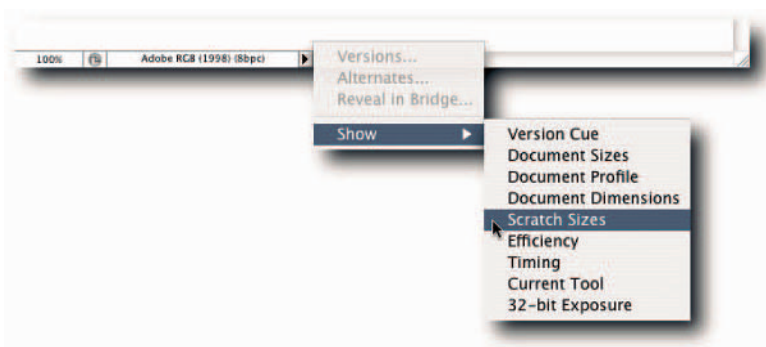 100% Adobe RGB (1998) (8bpc)
Versions...
Alternates...
Reveal in Bridge...
Show
Version Cue
Document Sizes
Document Profile
Document Dimensions
Scratch Sizes
Efficiency
Timing
Current Tool
32-bit Exposure